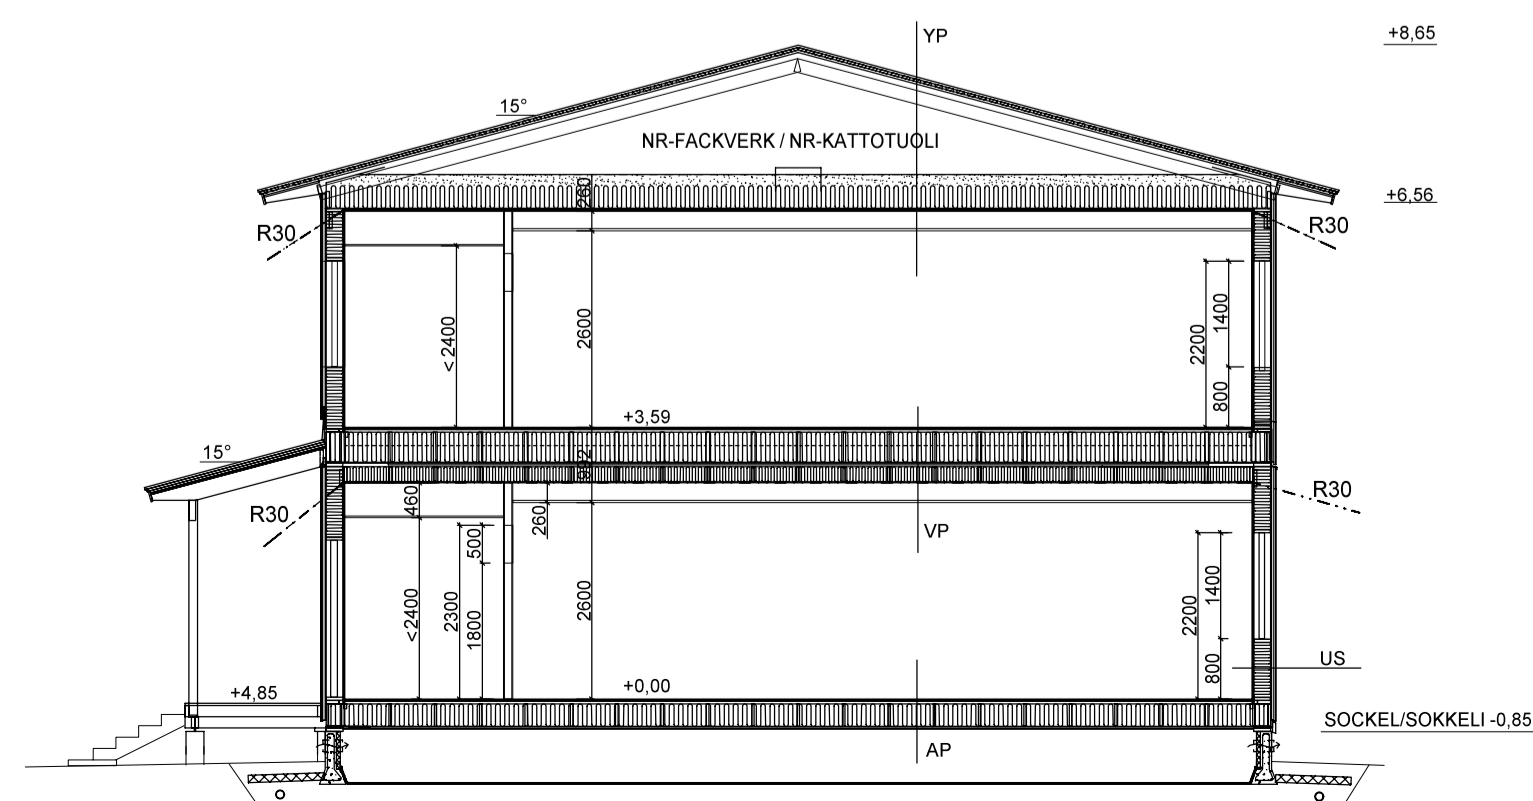 YP
+8,65
15°
NR-FACKVERK / NR-KATTOTUOLI
260
+6,56
R30
R30
<2400
2600
2200
1400
800
+3,59
15°
992
R30
460
260
500
R30
VP
<2400
2300
1800
2600
2200
1400
800
US
+4,85
+0,00
SOCKEL/SOKKELI -0,85
AP